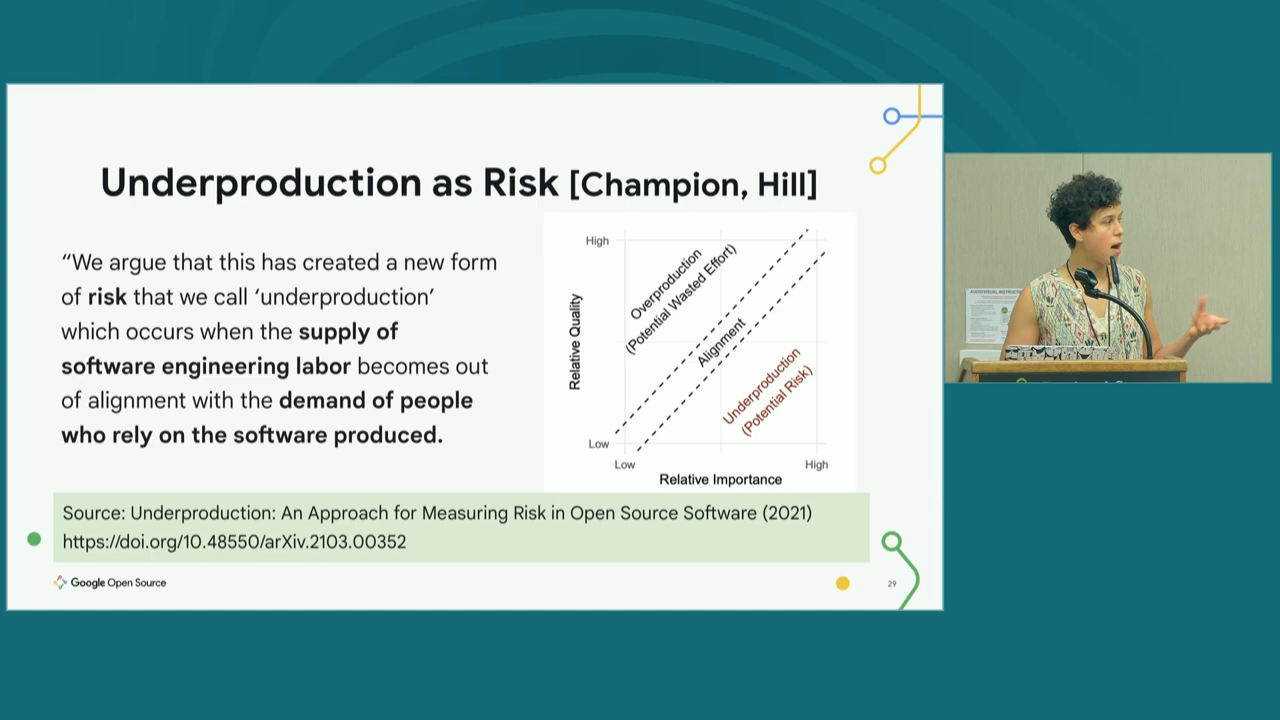 Underproduction as Risk [Champion, Hill]
“We argue that this has created a new form
of risk that we call ‘underproduction’
which occurs when the supply of
software engineering labor becomes out
of alignment with the demand of people
who rely on the software produced.
High
Relative Quality
Low
Overproduction
(Potential Wasted Effort)
Alignment
Underproduction
(Potential Risk)
Low
High
Relative Importance
Source: Underproduction: An Approach for Measuring Risk in Open Source Software (2021)
https://doi.org/10.48550/arXiv.2103.00352
Google Open Source
29